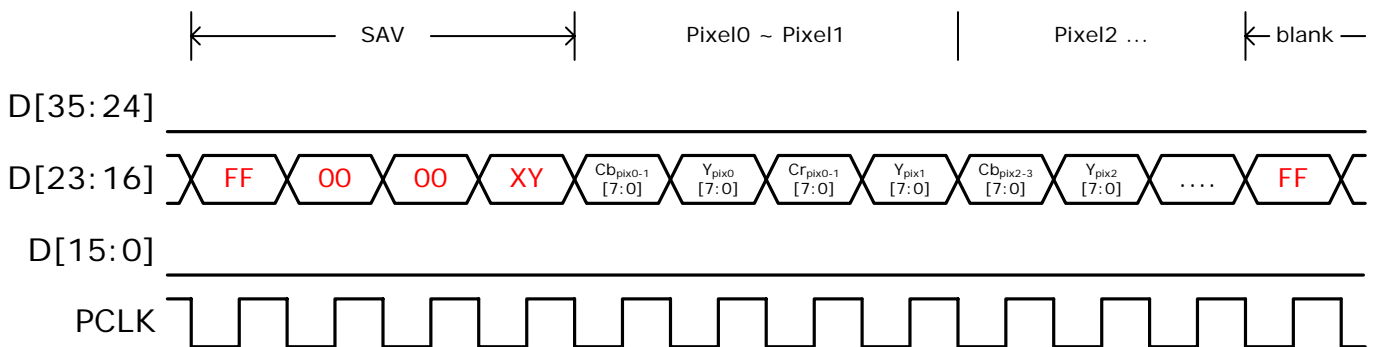 SAV Pixel0 ~ Pixel1 Pixel2 ... blank
D[35:24]
D[23:16] FF 00 00 XY Cbpix0-1 [7:0] Ypix0 [7:0] Crpix0-1 [7:0] Ypix1 [7:0] Cbpix2-3 [7:0] Ypix2 [7:0] .... FF
D[15:0]
PCLK